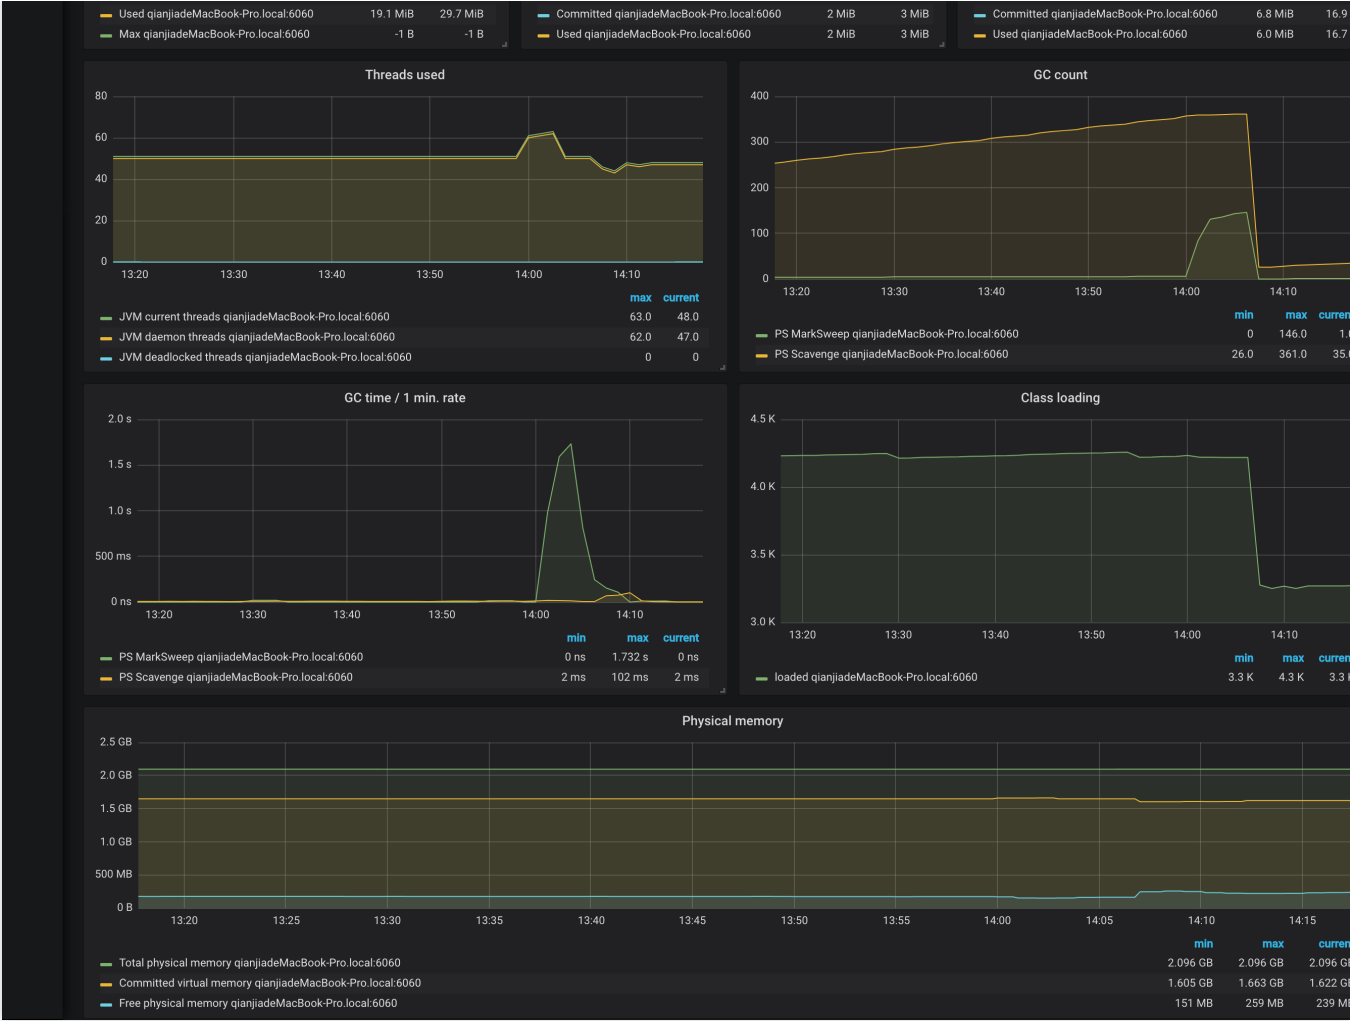 Used qianjiadeMacBook-Pro.local:6060 19.1 MiB 29.7 MiB
Max qianjiadeMacBook-Pro.local:6060 -1 B -1 B
Committed qianjiadeMacBook-Pro.local:6060 2 MiB 3 MiB
Used qianjiadeMacBook-Pro.local:6060 2 MiB 3 MiB
Committed qianjiadeMacBook-Pro.local:6060 6.8 MiB 16.9
Used qianjiadeMacBook-Pro.local:6060 6.0 MiB 16.7
Threads used
80
60
40
20
0
13:20 13:30 13:40 13:50 14:00 14:10
max current
JVM current threads qianjiadeMacBook-Pro.local:6060 63.0 48.0
JVM daemon threads qianjiadeMacBook-Pro.local:6060 62.0 47.0
JVM deadlocked threads qianjiadeMacBook-Pro.local:6060 0 0
GC count
400
300
200
100
0
13:20 13:30 13:40 13:50 14:00 14:10
min max curren
PS MarkSweep qianjiadeMacBook-Pro.local:6060 0 146.0 1.
PS Scavenge qianjiadeMacBook-Pro.local:6060 26.0 361.0 35.
GC time / 1 min. rate
2.0 s
1.5 s
1.0 s
500 ms
0 ns
13:20 13:30 13:40 13:50 14:00 14:10
min max current
PS MarkSweep qianjiadeMacBook-Pro.local:6060 0 ns 1.732 s 0 ns
PS Scavenge qianjiadeMacBook-Pro.local:6060 2 ms 102 ms 2 ms
Class loading
4.5 K
4.0 K
3.5 K
3.0 K
13:20 13:30 13:40 13:50 14:00 14:10
min max curren
loaded qianjiadeMacBook-Pro.local:6060 3.3 K 4.3 K 3.3
Physical memory
2.5 GB
2.0 GB
1.5 GB
1.0 GB
500 MB
0 B
13:20 13:25 13:30 13:35 13:40 13:45 13:50 13:55 14:00 14:05 14:10 14:15
min max curren
Total physical memory qianjiadeMacBook-Pro.local:6060 2.096 GB 2.096 GB 2.096 G
Committed virtual memory qianjiadeMacBook-Pro.local:6060 1.605 GB 1.663 GB 1.622 G
Free physical memory qianjiadeMacBook-Pro.local:6060 151 MB 259 MB 239 M